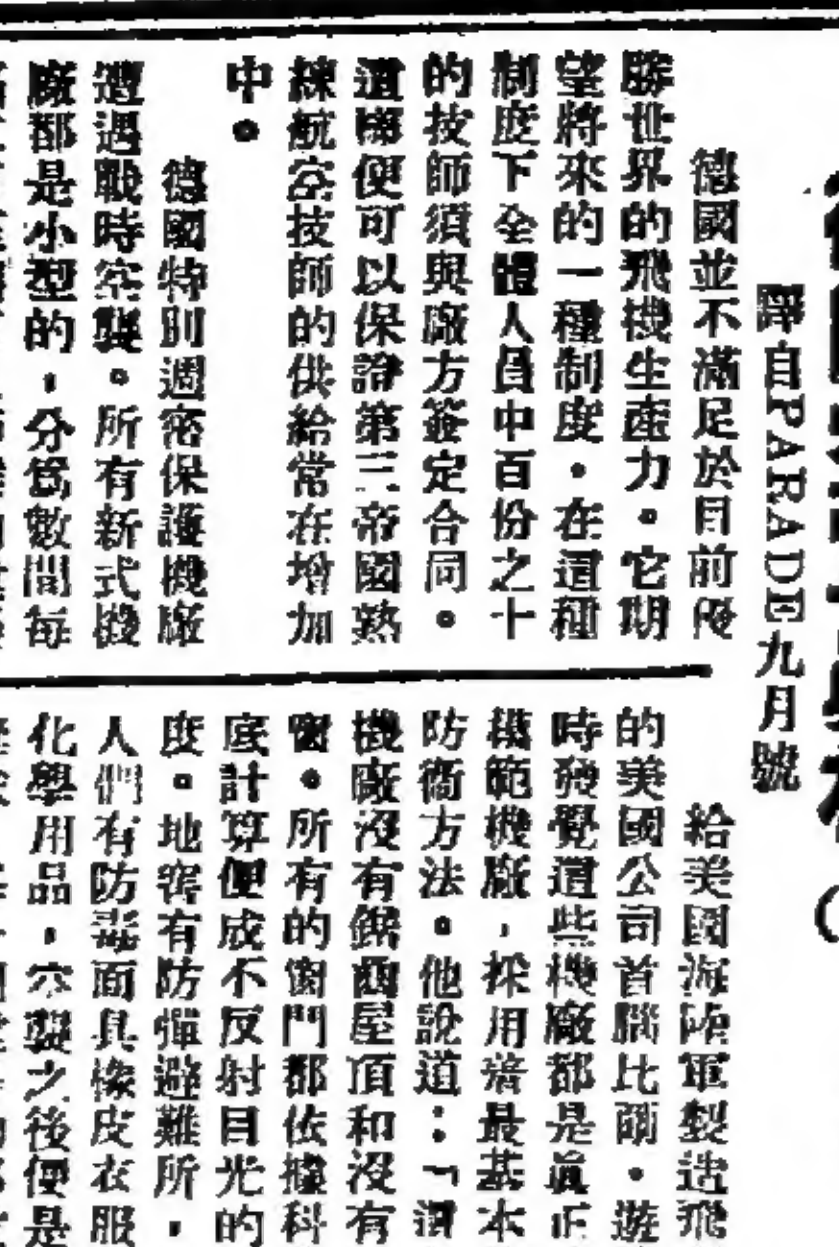 譯自PARADE九月號
德國並不滿足於目前優
勝世界的飛機生產力。它期
望將來的一種制度。在這種
制度下全體人員中百份之十
的技師須與廠方簽定合同。
這樣便可以保證第三帝國熟
練航空技師的供給常在增加
中。
德國特別週密保護機廠
遭遇戰時空襲。所有新式機
廠都是小型的,分爲數間每
給美國海陸軍製造飛
的美國公司首腦比爾。遊
時發覺這些機廠都是眞正
模範機廠,採用着最基本
防衞方法。他說道:「這
機廠沒有鋸齒屋頂和沒有
窗。所有的窗門都依據科
底計算便成不反射目光的
度。地窖有防彈避難所,
人們有防毒面具橡皮衣服
化學用品,空襲之後便是